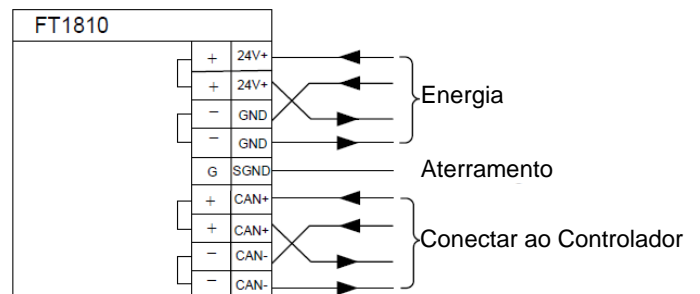 FT1810
+ 24V+
+ 24V+
Energia
− GND
− GND
G SGND Aterramento
+ CAN+
+ CAN+
Conectar ao Controlador
− CAN-
− CAN-